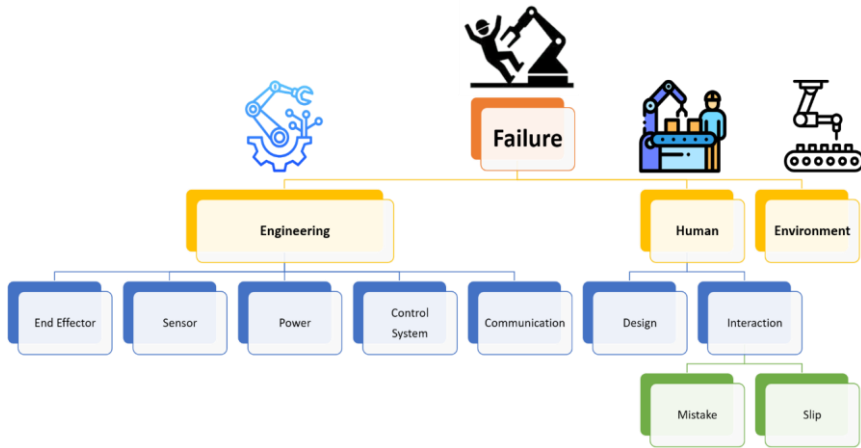 Failure
Engineering
Human
Environment
End Effector
Sensor
Power
Control
System
Communication
Design
Interaction
Mistake
Slip